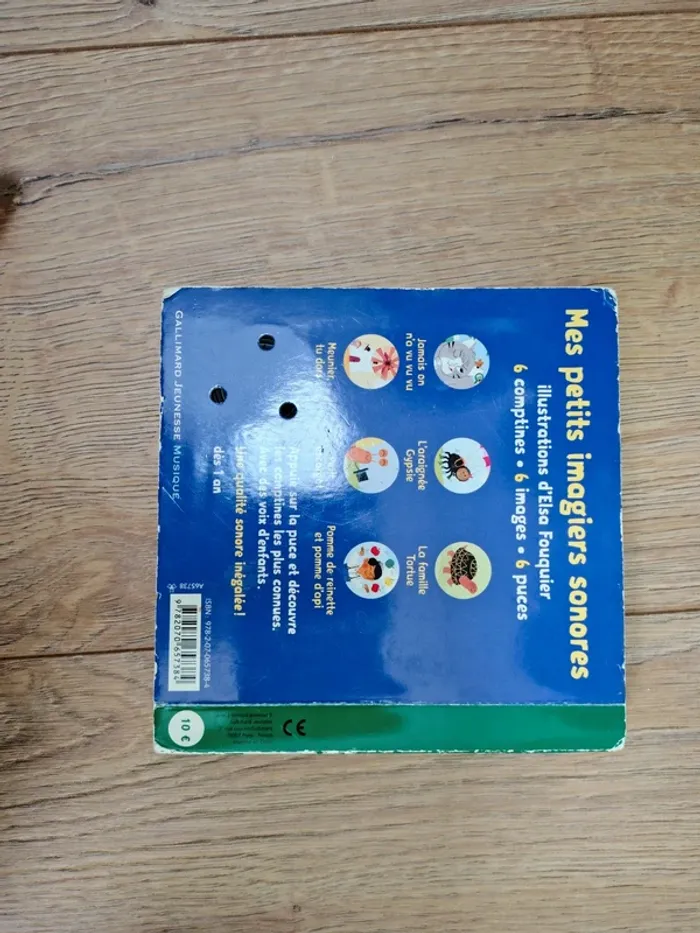 Mes petits imagiers sonores
illustrations d'Elsa Fouquier
6 comptines • 6 images • 6 puces
Jamais on
n'a vu vu vu
L'araignée
Gypsie
La famille
Tortue
Meunier,
tu dors
Pomme de reinette
et pomme d'api
sur la puce et découvre
comptines les plus connues,
avec des voix d'enfants.
Une qualité sonore inégalée!
dès 1 an
GALLIMARD JEUNESSE MUSIQUE
A65738
ISBN 978-2-07-065738-4
9 782070 657384
10 €
CE